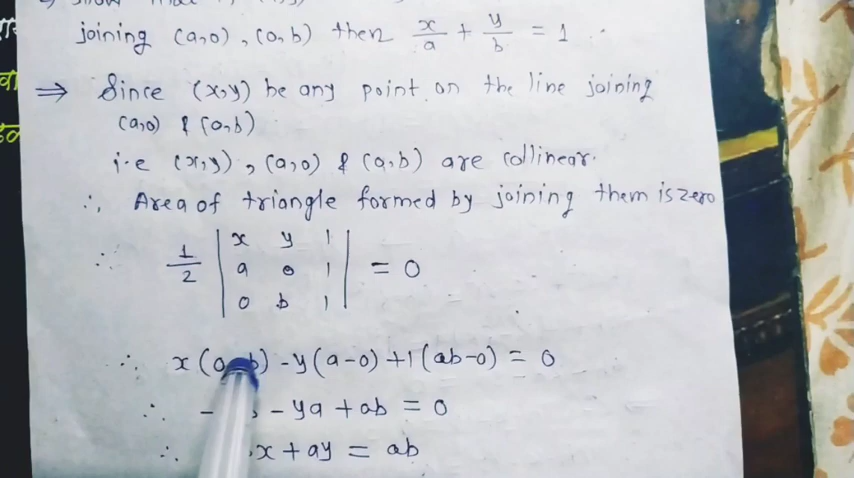 joining (a,0), (0,b) then x/a + y/b = 1
⇒ Since (x,y) be any point on the line joining
(a,0) & (0,b)
i.e (x,y), (a,0) & (a,b) are collinear.
∴ Area of triangle formed by joining them is zero
∴ 1/2 | x y 1 |
| a 0 1 | = 0
| 0 b 1 |
∴ x( b) - y(a-0) + 1(ab-0) = 0
∴ - - ya + ab = 0
∴ x + ay = ab